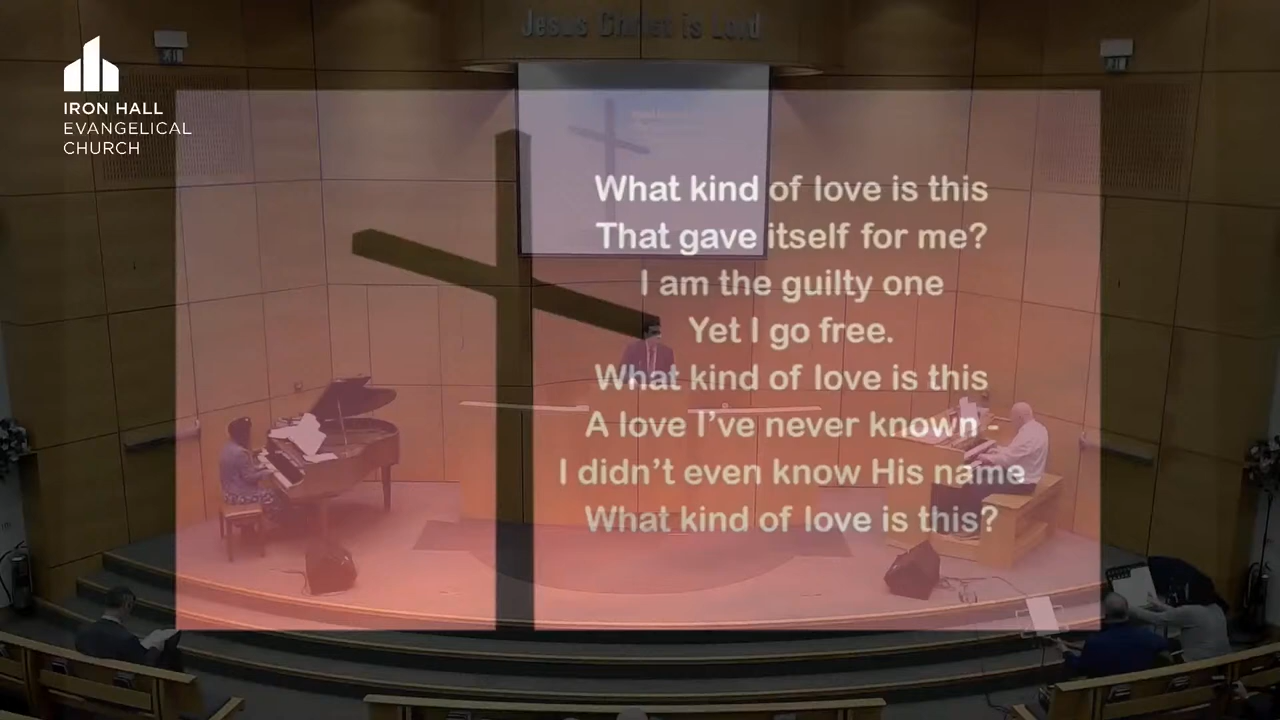 Jesus Christ is Lord
IRON HALL
EVANGELICAL
CHURCH
What kind of love is this
That gave itself for me?
I am the guilty one
Yet I go free.
What kind of love is this
A love I've never known -
I didn't even know His name
What kind of love is this?